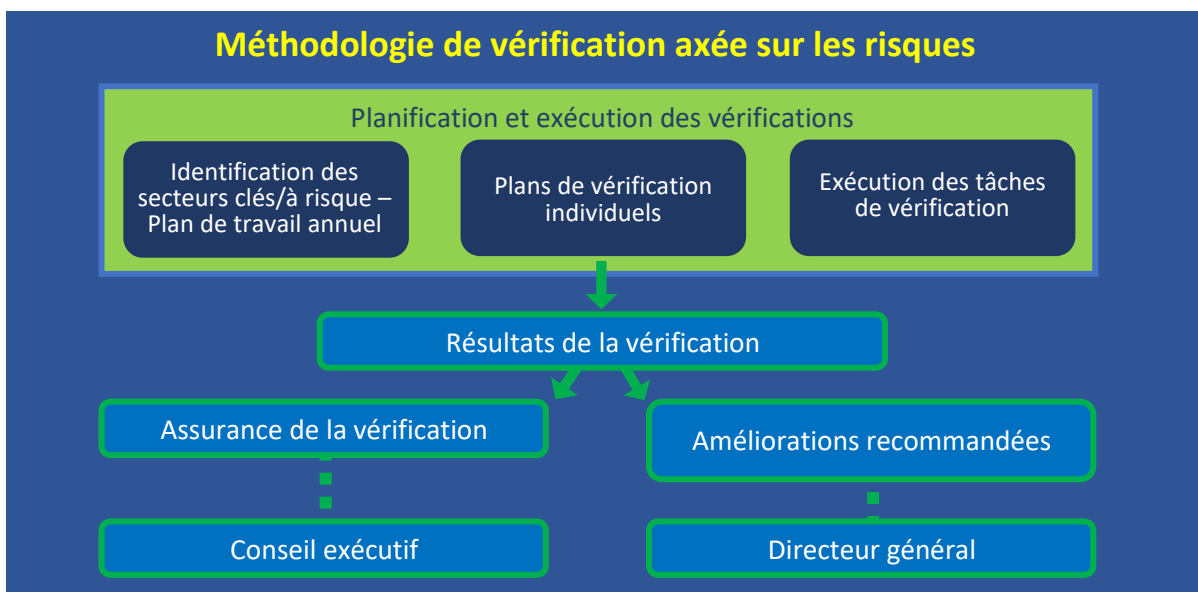 Méthodologie de vérification axée sur les risques
Planification et exécution des vérifications
Identification des
secteurs clés/à risque –
Plan de travail annuel
Plans de vérification
individuels
Exécution des tâches
de vérification
Résultats de la vérification
Assurance de la vérification
Améliorations recommandées
Conseil exécutif
Directeur général